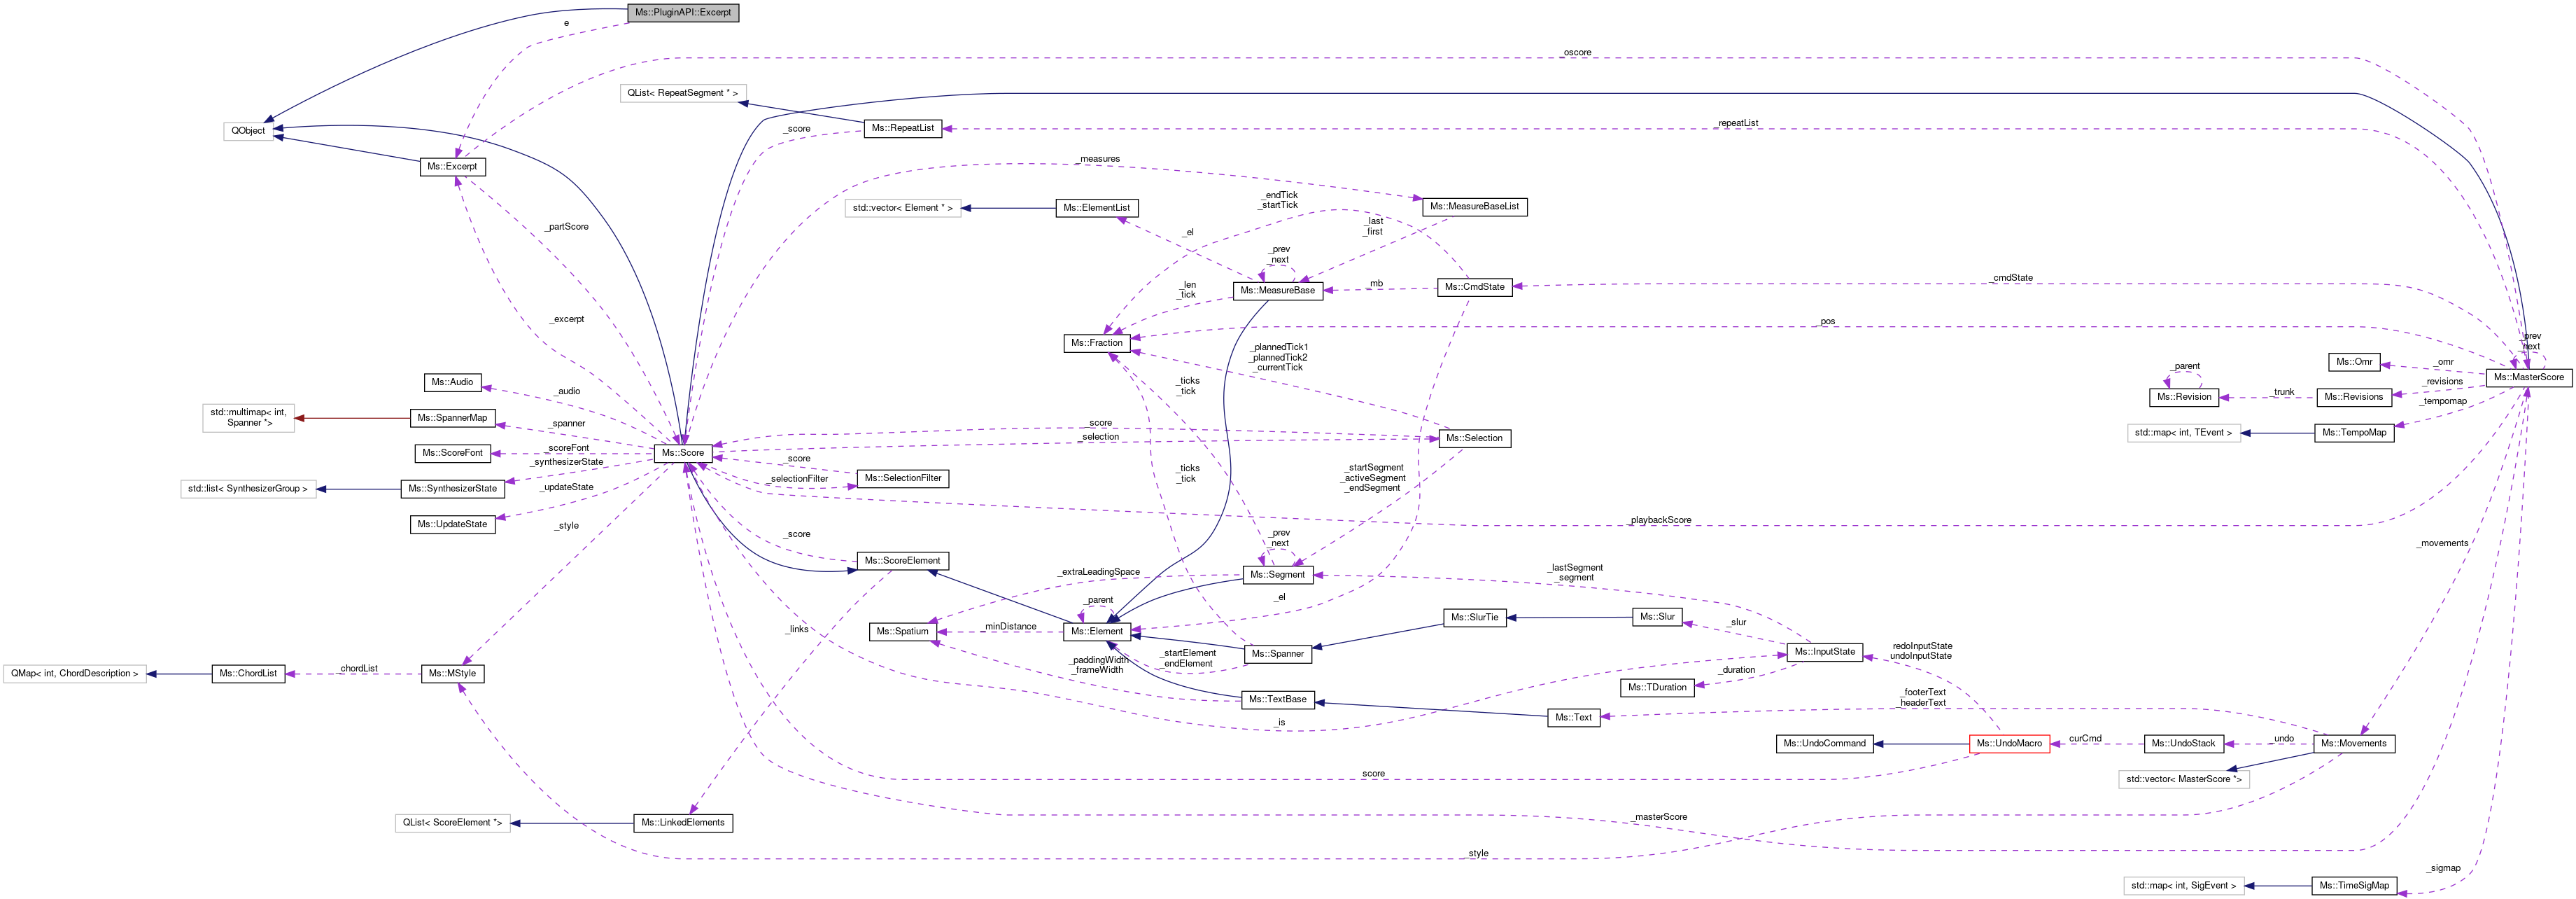 Ms::PluginAPI::Excerpt
e
_oscore
QList< RepeatSegment * >
QObject
_score
Ms::RepeatList
_repeatList
Ms::Excerpt
_measures
_endTick
_startTick
std::vector< Element * >
Ms::ElementList
Ms::MeasureBaseList
_partScore
_el
_last
_first
_prev
_next
_cmdState
_len
_tick
Ms::MeasureBase
_mb
Ms::CmdState
_excerpt
_pos
Ms::Fraction
_plannedTick1
_plannedTick2
_currentTick
_prev
_next
Ms::Omr
_omr
_parent
Ms::MasterScore
Ms::Audio
_audio
_ticks
_tick
_revisions
Ms::Revision
_trunk
Ms::Revisions
_tempomap
std::multimap< int,
Spanner *>
Ms::SpannerMap
_spanner
_score
std::map< int, TEvent >
Ms::TempoMap
_selection
Ms::Selection
Ms::ScoreFont
_scoreFont
Ms::Score
_synthesizerState
_score
_ticks
_tick
_startSegment
_activeSegment
_endSegment
_selectionFilter
Ms::SelectionFilter
std::list< SynthesizerGroup >
Ms::SynthesizerState
_updateState
Ms::UpdateState
_style
_playbackScore
_score
_prev
_next
_movements
Ms::ScoreElement
_extraLeadingSpace
Ms::Segment
_lastSegment
_segment
_parent
_el
_links
Ms::Spatium
_minDistance
Ms::Element
Ms::SlurTie
Ms::Slur
_slur
_startElement
_endElement
Ms::Spanner
Ms::InputState
redoInputState
undoInputState
_paddingWidth
_frameWidth
QMap< int, ChordDescription >
Ms::ChordList
_chordList
Ms::MStyle
_duration
Ms::TDuration
Ms::TextBase
_footerText
_headerText
Ms::Text
_is
Ms::UndoCommand
Ms::UndoMacro
curCmd
Ms::UndoStack
_undo
Ms::Movements
score
std::vector< MasterScore *>
QList< ScoreElement *>
Ms::LinkedElements
_masterScore
_style
_sigmap
std::map< int, SigEvent >
Ms::TimeSigMap